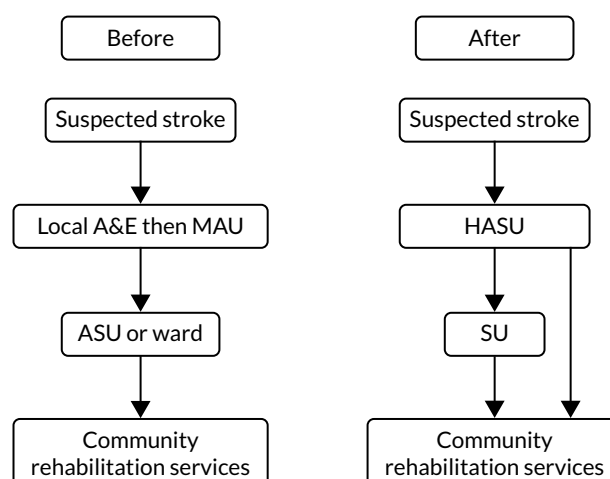 Before
Suspected stroke
Local A&E then MAU
ASU or ward
Community
rehabilitation services
After
Suspected stroke
HASU
SU
Community
rehabilitation services